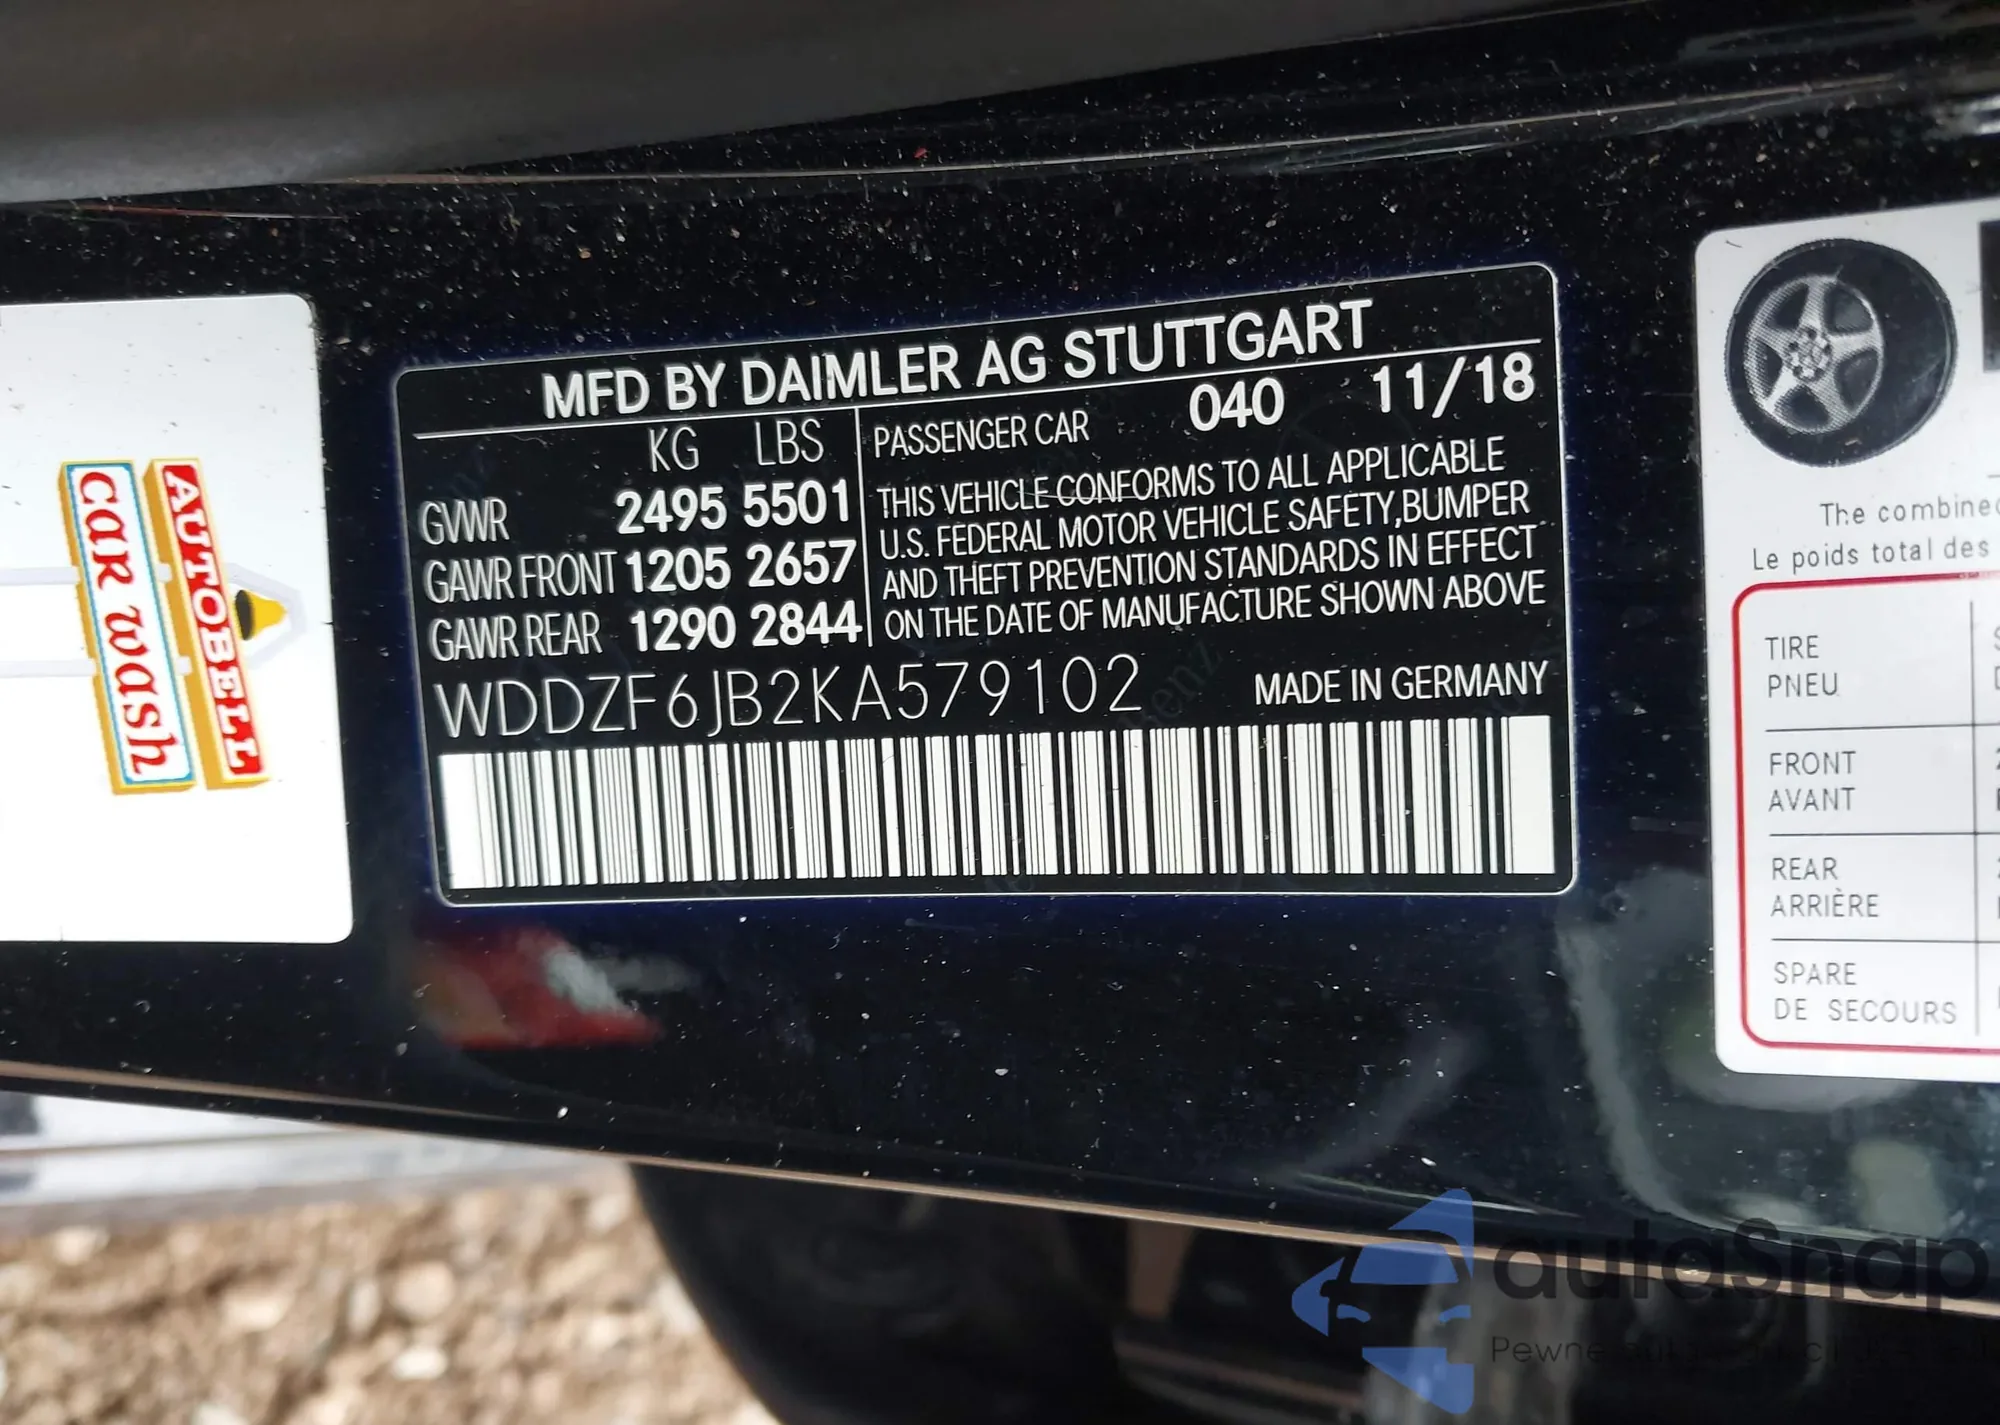 MFD BY DAIMLER AG STUTTGART
KG LBS
GVWR 2495 5501
GAWR FRONT 1205 2657
GAWR REAR 1290 2844
PASSENGER CAR 040 11/18
THIS VEHICLE CONFORMS TO ALL APPLICABLE
U.S. FEDERAL MOTOR VEHICLE SAFETY,BUMPER
AND THEFT PREVENTION STANDARDS IN EFFECT
ON THE DATE OF MANUFACTURE SHOWN ABOVE
WDDZF6JB2KA579102
MADE IN GERMANY
AUTOBELL
car wash
The combined
Le poids total des
TIRE
PNEU
FRONT
AVANT
REAR
ARRIÈRE
SPARE
DE SECOURS
autaSnap
Pewne auta